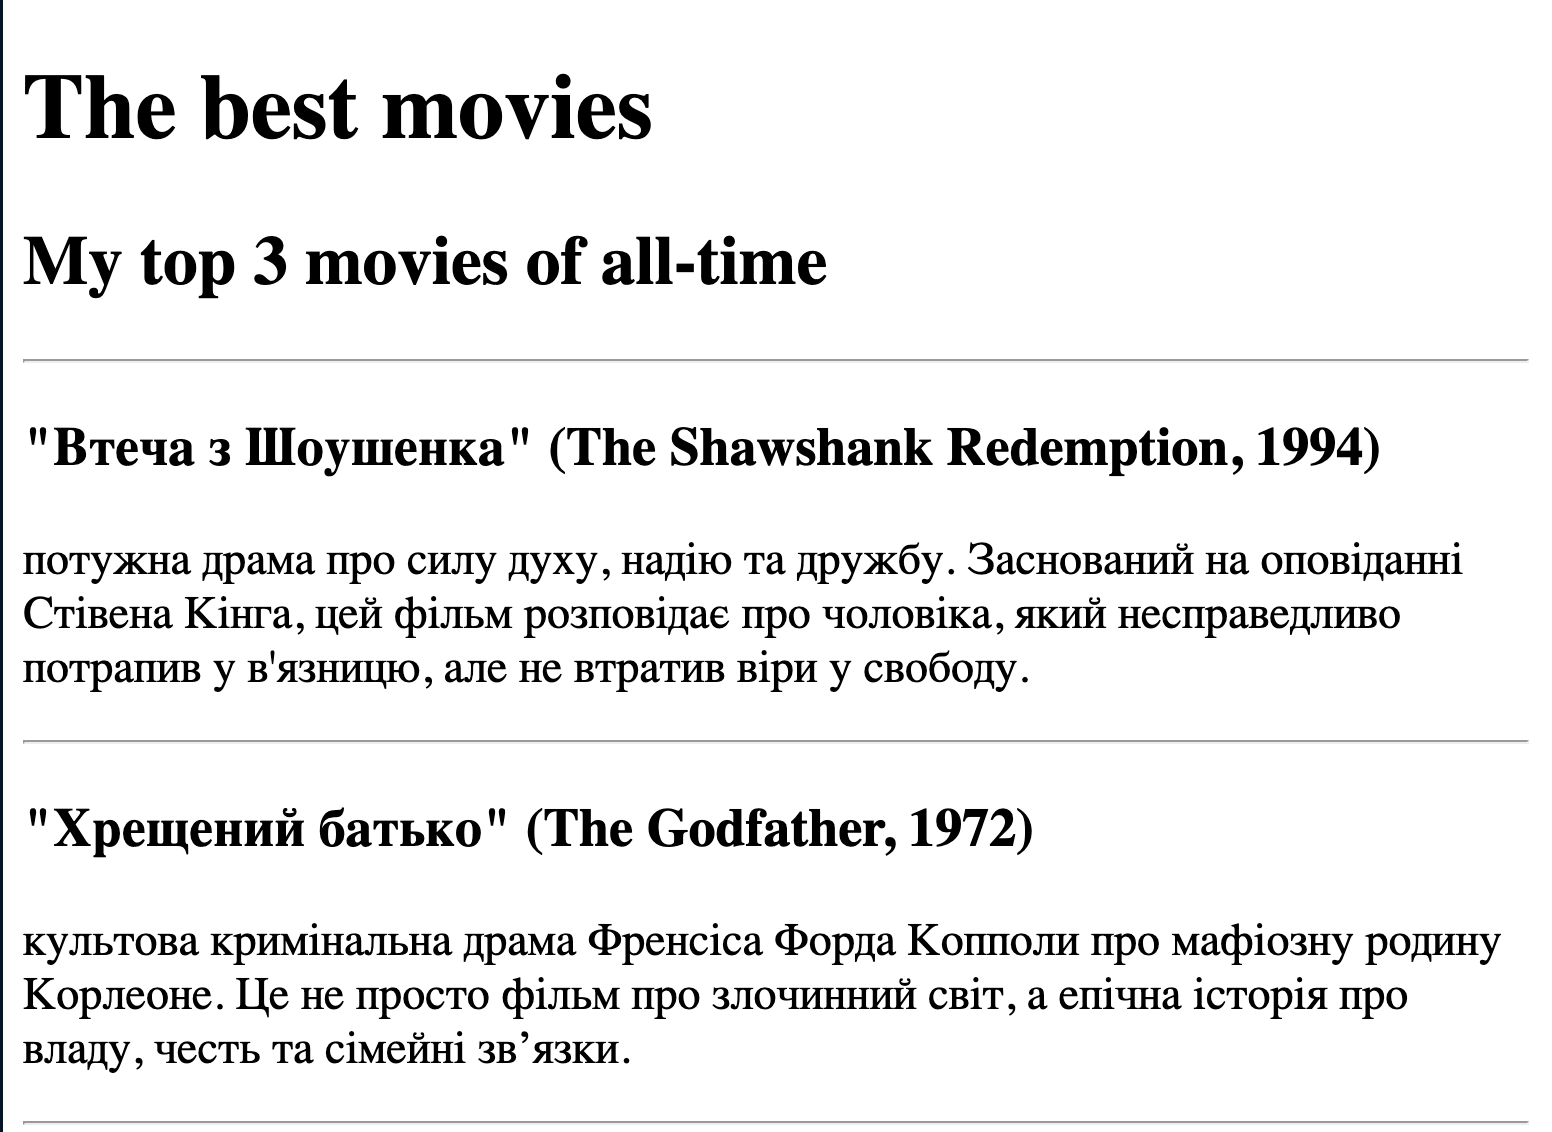 The best movies
My top 3 movies of all-time
"Втеча з Шоушенка" (The Shawshank Redemption, 1994)
потужна драма про силу духу, надію та дружбу. Заснований на оповіданні
Стівена Кінга, цей фільм розповідає про чоловіка, який несправедливо
потрапив у в'язницю, але не втратив віри у свободу.
"Хрещений батько" (The Godfather, 1972)
культова кримінальна драма Френсіса Форда Копполи про мафіозну родину
Корлеоне. Це не просто фільм про злочинний світ, а епічна історія про
владу, честь та сімейні зв’язки.